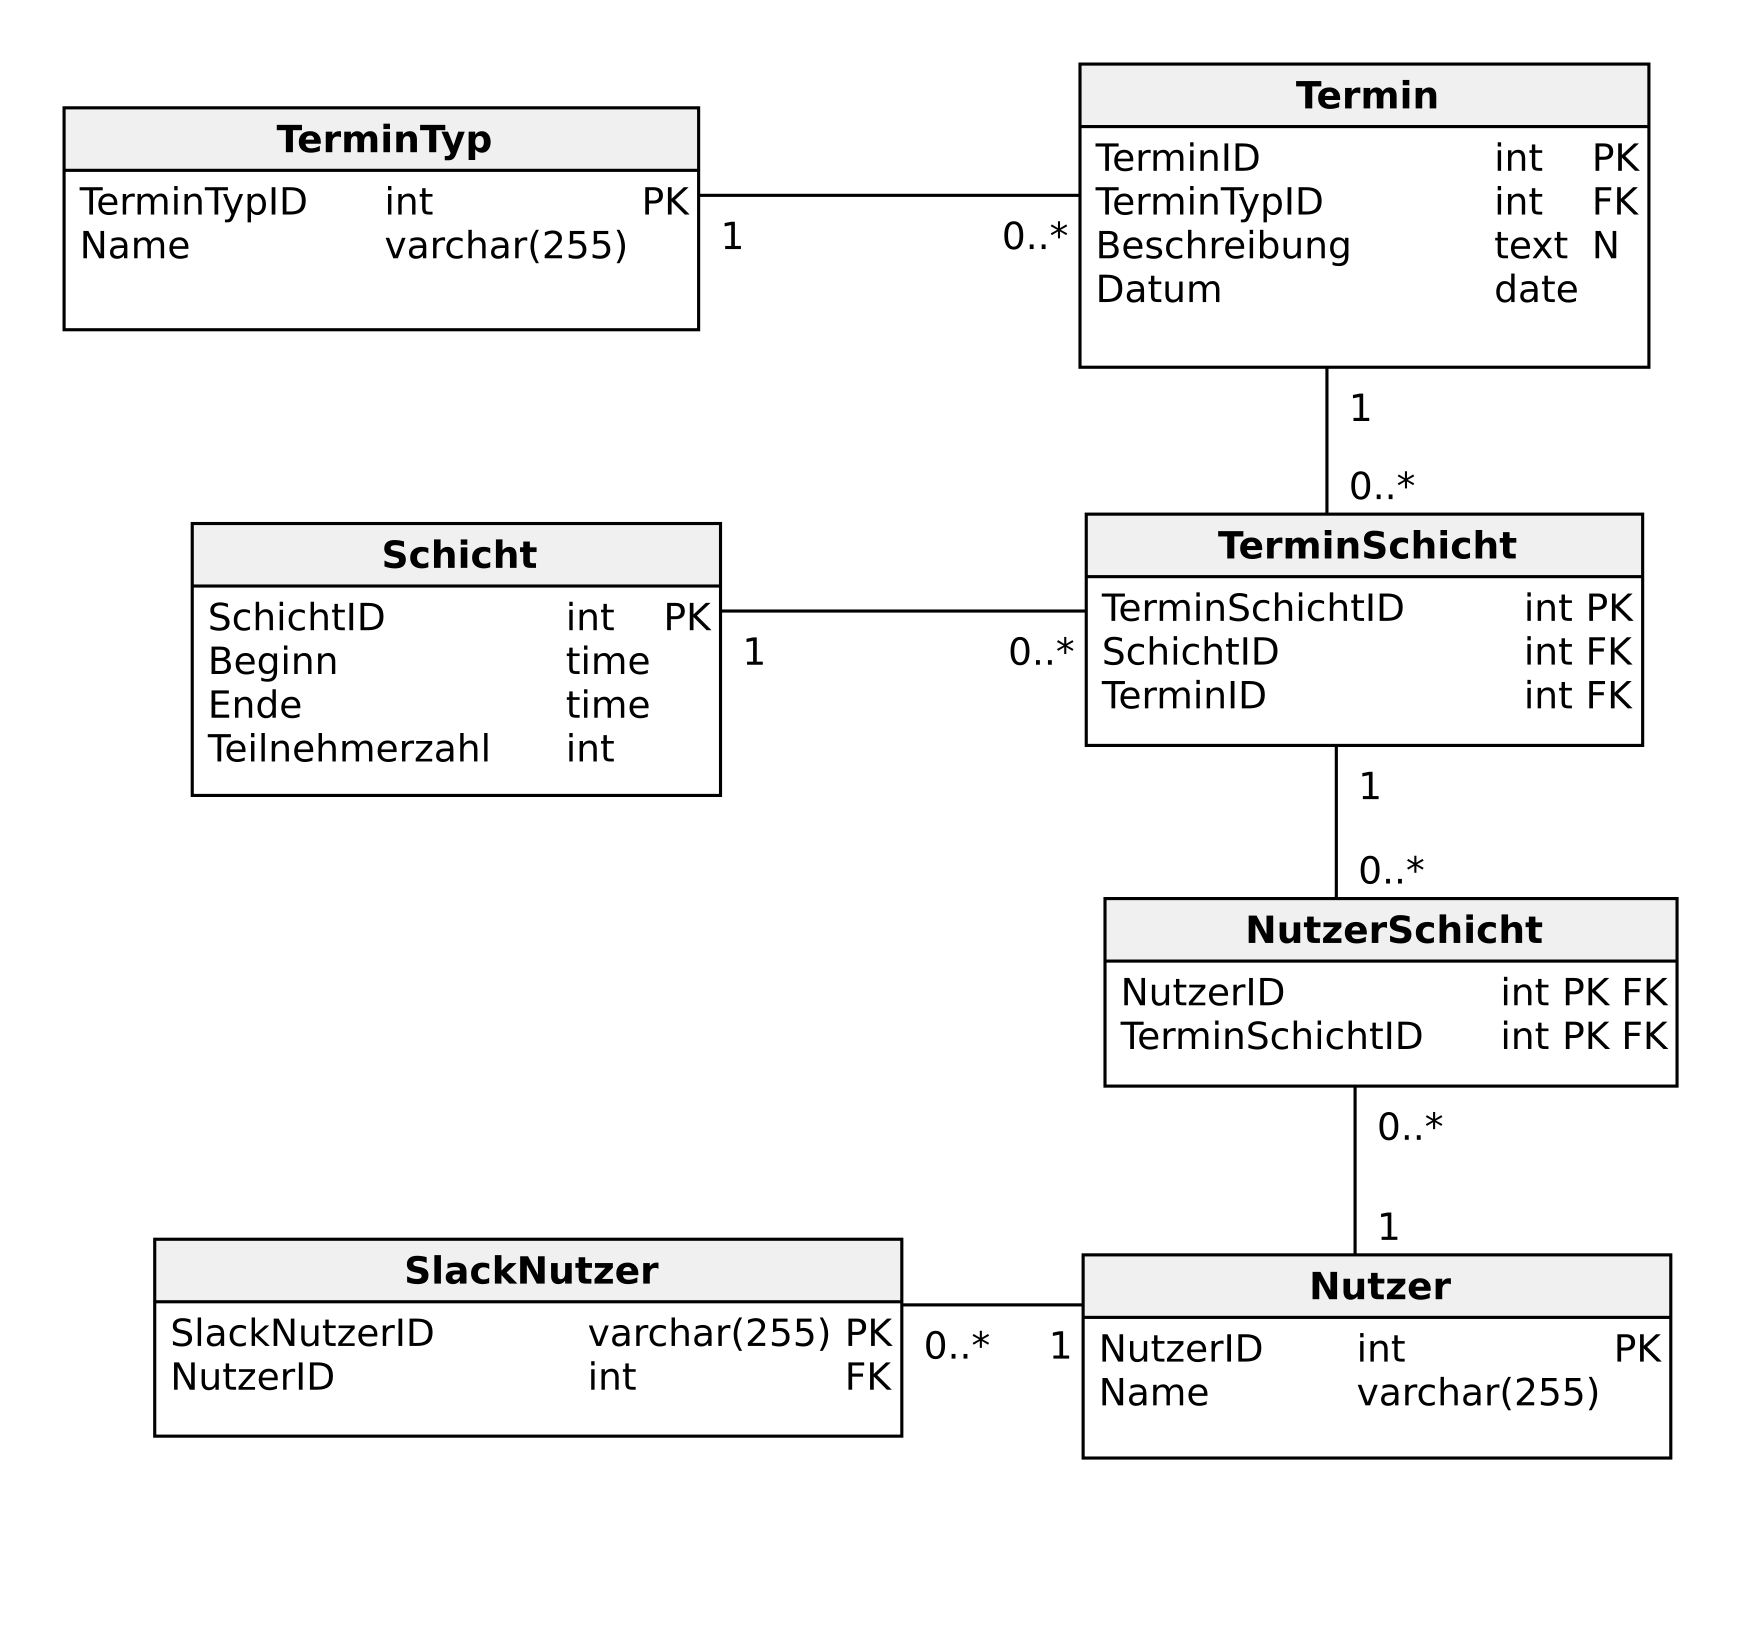 TerminTyp
TerminTypID int PK
Name varchar(255)
1 0..*
Termin
TerminID int PK
TerminTypID int FK
Beschreibung text N
Datum date
1
0..*
Schicht
SchichtID int PK
Beginn time
Ende time
Teilnehmerzahl int
1 0..*
TerminSchicht
TerminSchichtID int PK
SchichtID int FK
TerminID int FK
1
0..*
NutzerSchicht
NutzerID int PK FK
TerminSchichtID int PK FK
0..*
1
SlackNutzer
SlackNutzerID varchar(255) PK
NutzerID int FK
0..* 1
Nutzer
NutzerID int PK
Name varchar(255)